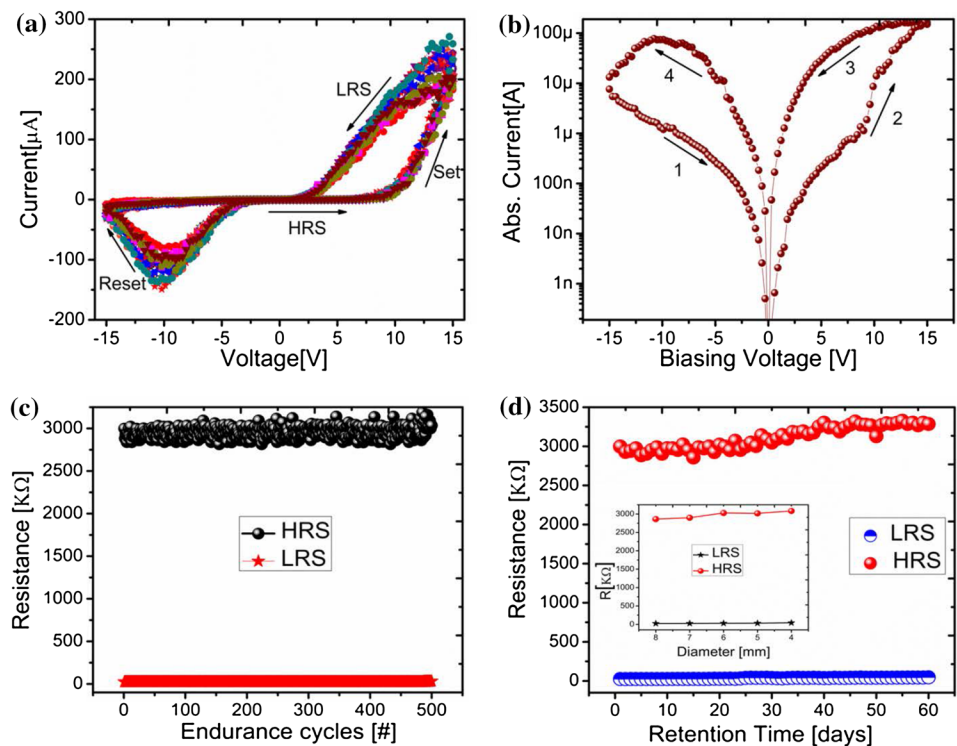 (a)
300
200
100
0
-100
-200
Current[μA]
LRS
Set
HRS
Reset
-15 -10 -5 0 5 10 15
Voltage[V]
(b)
100μ
10μ
1μ
100n
10n
1n
Abs. Current[A]
4
3
2
1
-15 -10 -5 0 5 10 15
Biasing Voltage [V]
(c)
3000
2500
2000
1500
1000
500
0
Resistance [KΩ]
HRS
LRS
0 100 200 300 400 500
Endurance cycles [#]
(d)
3500
3000
2500
2000
1500
1000
500
0
Resistance [KΩ]
LRS
HRS
3000
2500
2000
1500
1000
500
0
R[KΩ]
LRS
HRS
8 7 6 5 4
Diameter [mm]
0 10 20 30 40 50 60
Retention Time [days]